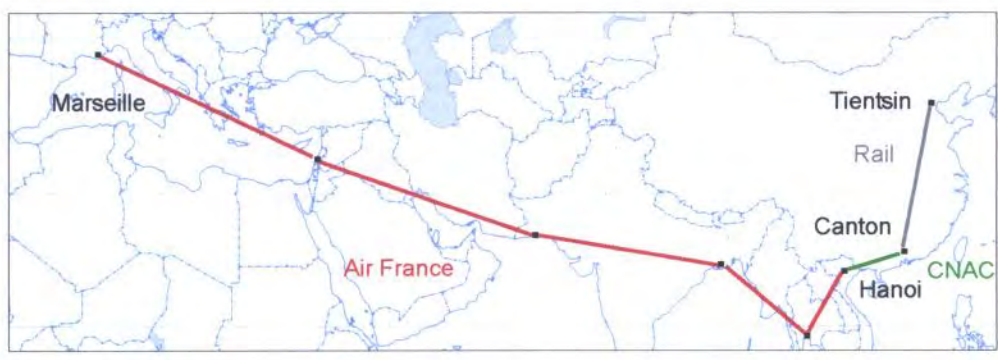 Marseille
Tientsin
Rail
Canton
Air France
CNAC
Hanoi